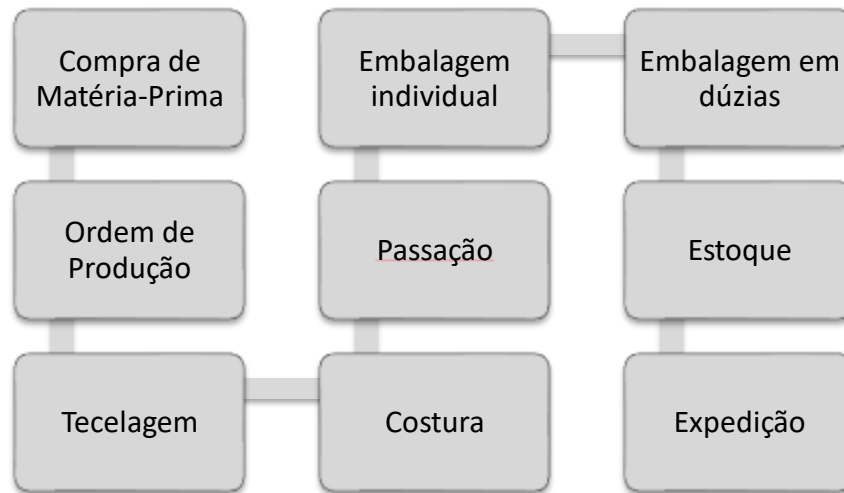 Compra de
Matéria-Prima
Ordem de
Produção
Tecelagem
Costura
Passação
Embalagem
individual
Embalagem em
dúzias
Estoque
Expedição